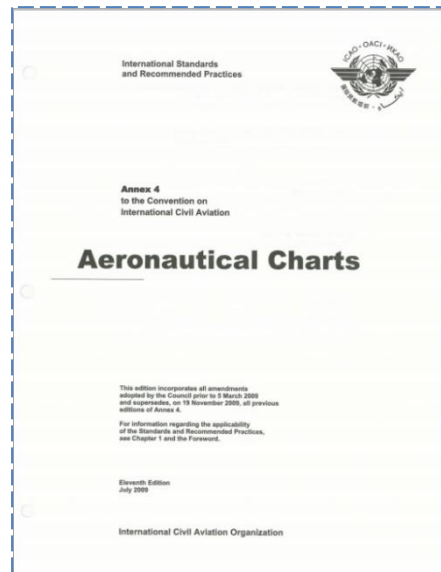 International Standards
and Recommended Practices
ICAO · OACI · ИКАО
Annex 4
to the Convention on
International Civil Aviation
Aeronautical Charts
This edition incorporates all amendments
adopted by the Council prior to 5 March 2009
and supersedes, on 19 November 2009, all previous
editions of Annex 4.
For information regarding the applicability
of the Standards and Recommended Practices,
see Chapter 1 and the Foreword.
Eleventh Edition
July 2009
International Civil Aviation Organization